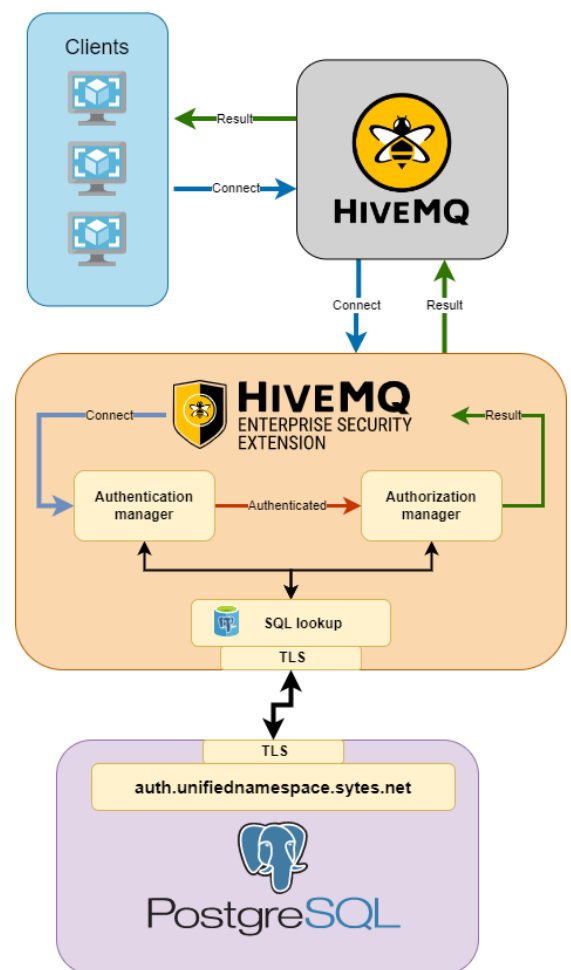 Clients
Result
Connect
HIVEMQ
Connect
Result
HIVEMQ
ENTERPRISE SECURITY
EXTENSION
Connect
Result
Authentication
manager
Authenticated
Authorization
manager
SQL lookup
TLS
TLS
auth.unifiednamespace.sytes.net
PostgreSQL